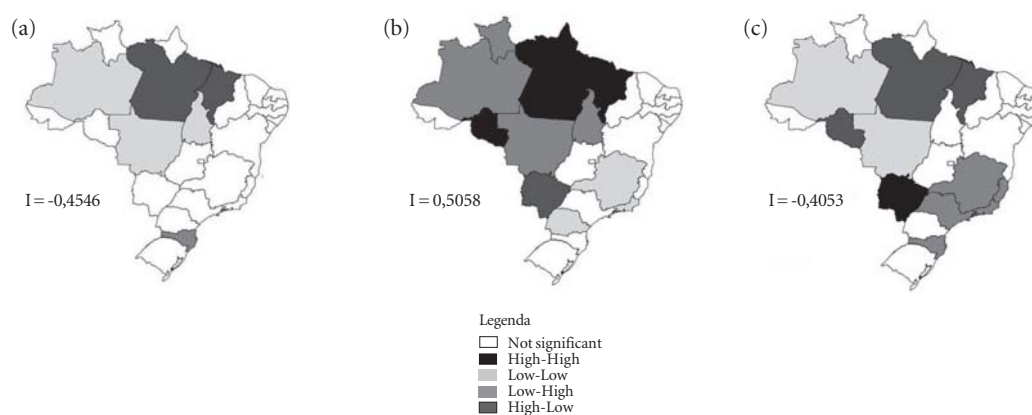 (a)
(b)
(c)
I = -0,4546
I = 0,5058
I = -0,4053
Legenda
Not significant
High-High
Low-Low
Low-High
High-Low